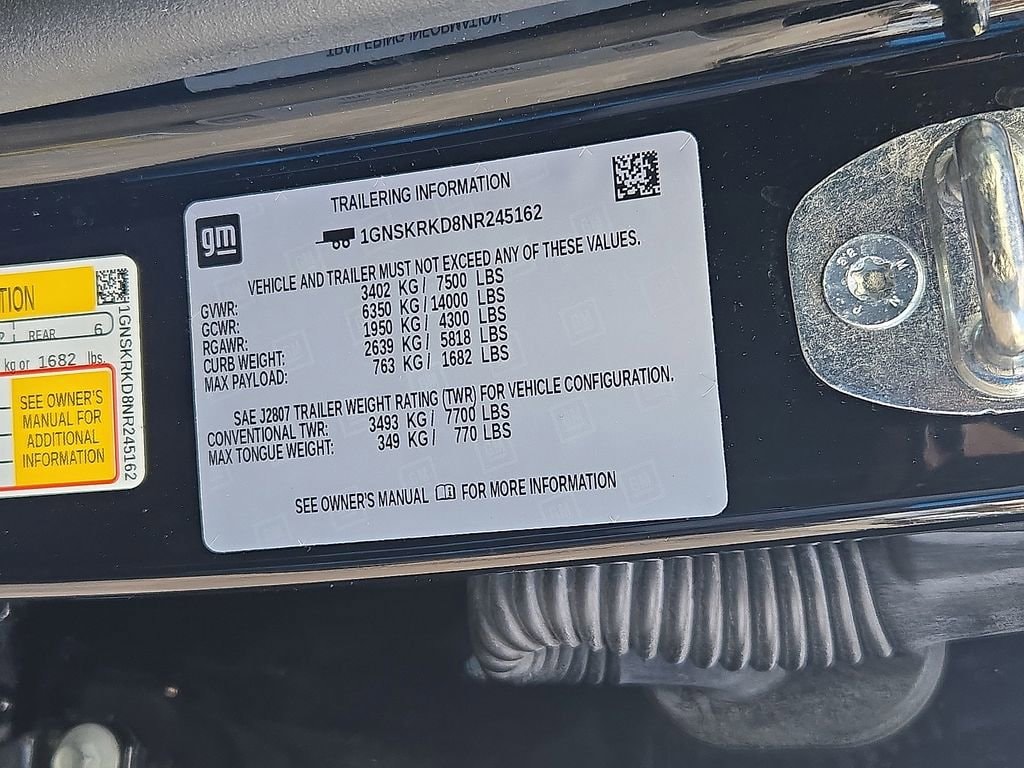 TRAILERING INFORMATION
gm
1GNSKRKD8NR245162
VEHICLE AND TRAILER MUST NOT EXCEED ANY OF THESE VALUES.
GVWR: 3402 KG / 7500 LBS
GCWR: 6350 KG / 14000 LBS
RGAWR: 1950 KG / 4300 LBS
CURB WEIGHT: 2639 KG / 5818 LBS
MAX PAYLOAD: 763 KG / 1682 LBS
SAE J2807 TRAILER WEIGHT RATING (TWR) FOR VEHICLE CONFIGURATION.
CONVENTIONAL TWR: 3493 KG / 7700 LBS
MAX TONGUE WEIGHT: 349 KG / 770 LBS
SEE OWNER'S MANUAL FOR MORE INFORMATION
TION
REAR 6
kg or 1682 lbs.
SEE OWNER'S
MANUAL FOR
ADDITIONAL
INFORMATION
1GNSKRKD8NR245162
TRAILERING INFORMATION